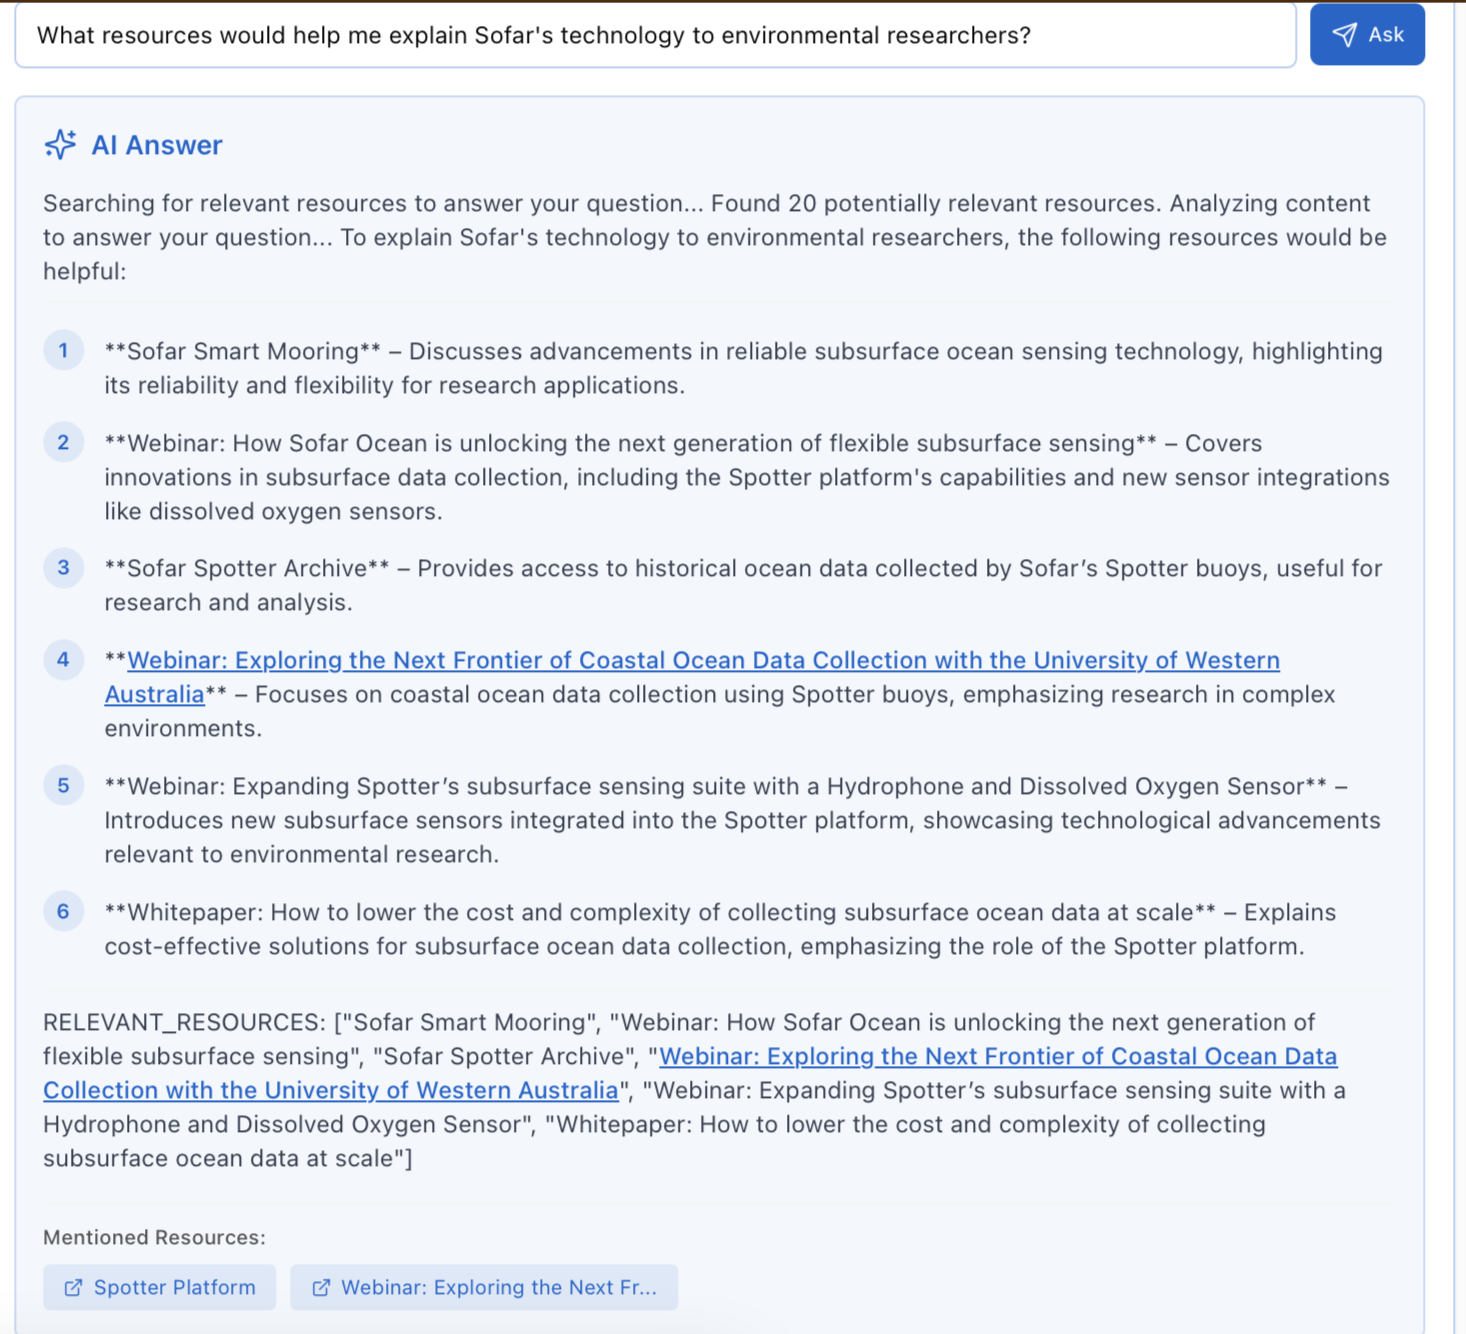 What resources would help me explain Sofar's technology to environmental researchers?
Ask
AI Answer
Searching for relevant resources to answer your question... Found 20 potentially relevant resources. Analyzing content
to answer your question... To explain Sofar's technology to environmental researchers, the following resources would be
helpful:
1
**Sofar Smart Mooring** – Discusses advancements in reliable subsurface ocean sensing technology, highlighting
its reliability and flexibility for research applications.
2
**Webinar: How Sofar Ocean is unlocking the next generation of flexible subsurface sensing** – Covers
innovations in subsurface data collection, including the Spotter platform's capabilities and new sensor integrations
like dissolved oxygen sensors.
3
**Sofar Spotter Archive** – Provides access to historical ocean data collected by Sofar’s Spotter buoys, useful for
research and analysis.
4
**Webinar: Exploring the Next Frontier of Coastal Ocean Data Collection with the University of Western
Australia** – Focuses on coastal ocean data collection using Spotter buoys, emphasizing research in complex
environments.
5
**Webinar: Expanding Spotter’s subsurface sensing suite with a Hydrophone and Dissolved Oxygen Sensor** –
Introduces new subsurface sensors integrated into the Spotter platform, showcasing technological advancements
relevant to environmental research.
6
**Whitepaper: How to lower the cost and complexity of collecting subsurface ocean data at scale** – Explains
cost-effective solutions for subsurface ocean data collection, emphasizing the role of the Spotter platform.
RELEVANT_RESOURCES: ["Sofar Smart Mooring", "Webinar: How Sofar Ocean is unlocking the next generation of
flexible subsurface sensing", "Sofar Spotter Archive", "Webinar: Exploring the Next Frontier of Coastal Ocean Data
Collection with the University of Western Australia", "Webinar: Expanding Spotter’s subsurface sensing suite with a
Hydrophone and Dissolved Oxygen Sensor", "Whitepaper: How to lower the cost and complexity of collecting
subsurface ocean data at scale"]
Mentioned Resources:
Spotter Platform
Webinar: Exploring the Next Fr...